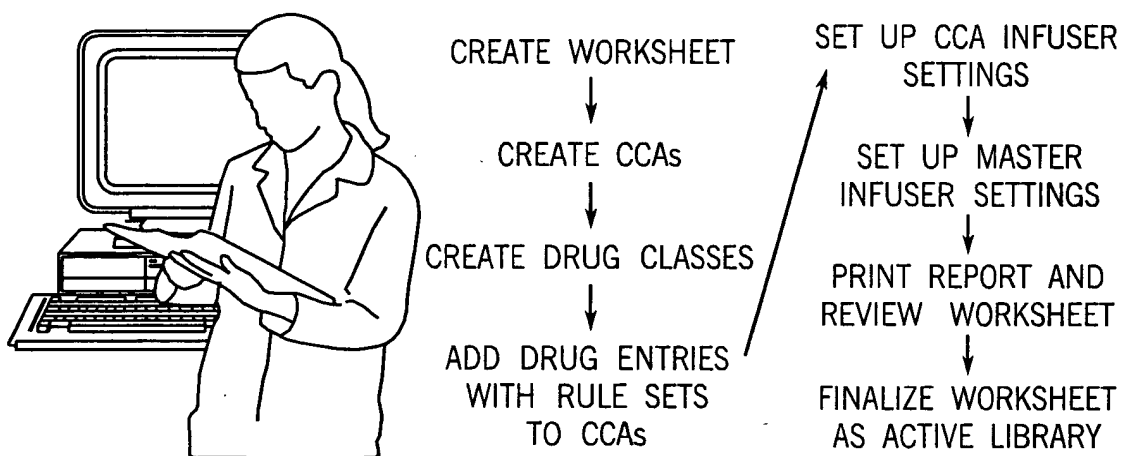 CREATE WORKSHEET
CREATE CCAs
CREATE DRUG CLASSES
ADD DRUG ENTRIES
WITH RULE SETS
TO CCAs
SET UP CCA INFUSER
SETTINGS
SET UP MASTER
INFUSER SETTINGS
PRINT REPORT AND
REVIEW WORKSHEET
FINALIZE WORKSHEET
AS ACTIVE LIBRARY